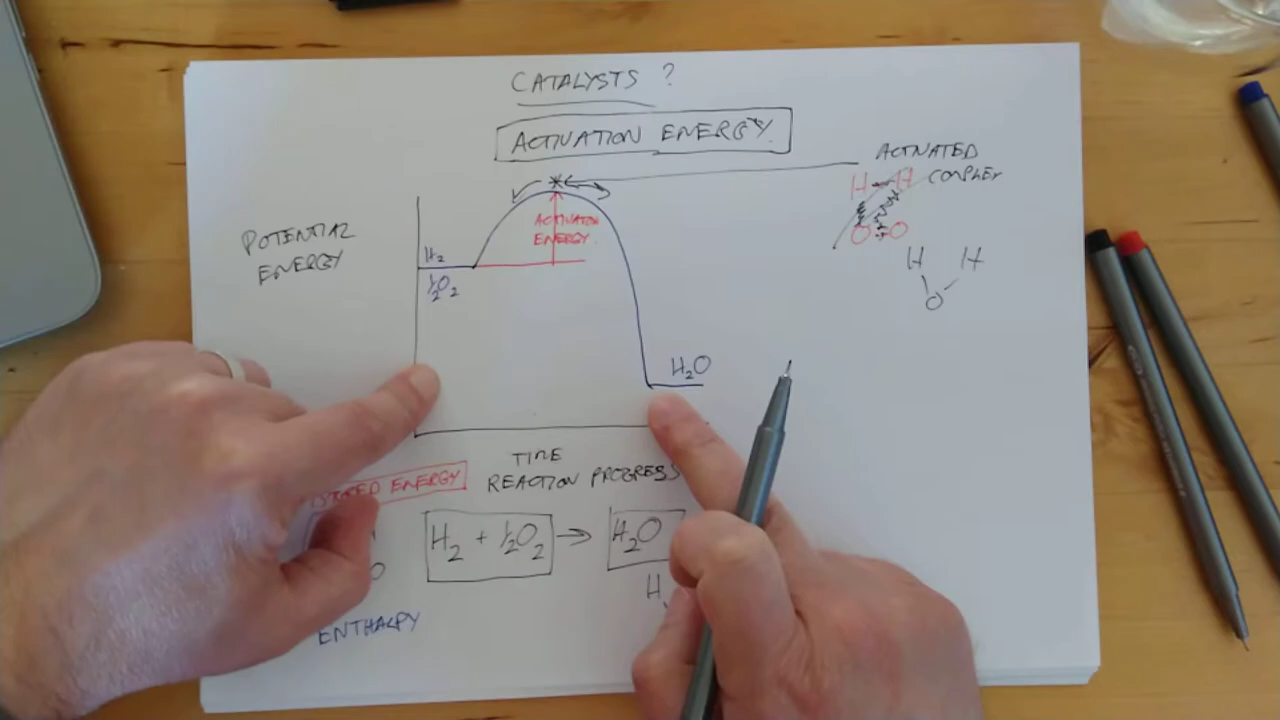 CATALYSTS ?
ACTIVATION ENERGY.
ACTIVATED
COMPLEX
H H
O O
H H
O
POTENTIAL
ENERGY
ACTIVATION
ENERGY.
H₂
½O₂
H₂O
TIME
REACTION PROGRESS
STORED ENERGY
H₂ + ½O₂ → H₂O
H
ENTHALPY